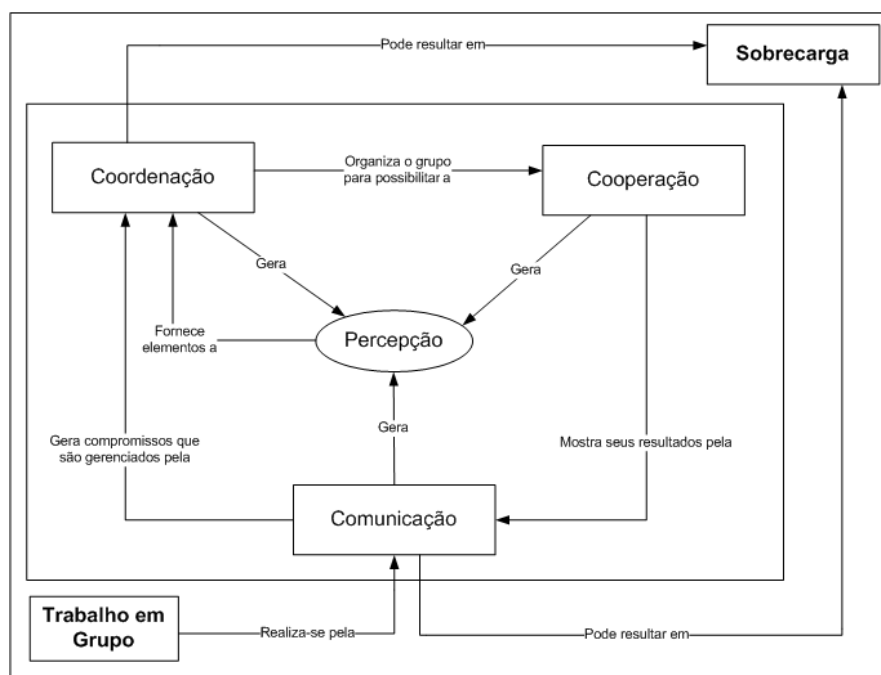 Pode resultar em
Sobrecarga
Coordenação
Organiza o grupo
para possibilitar a
Cooperação
Gera
Gera
Percepção
Fornece
elementos a
Gera
Gera compromissos que
são gerenciados pela
Mostra seus resultados pela
Comunicação
Trabalho em
Grupo
Realiza-se pela
Pode resultar em